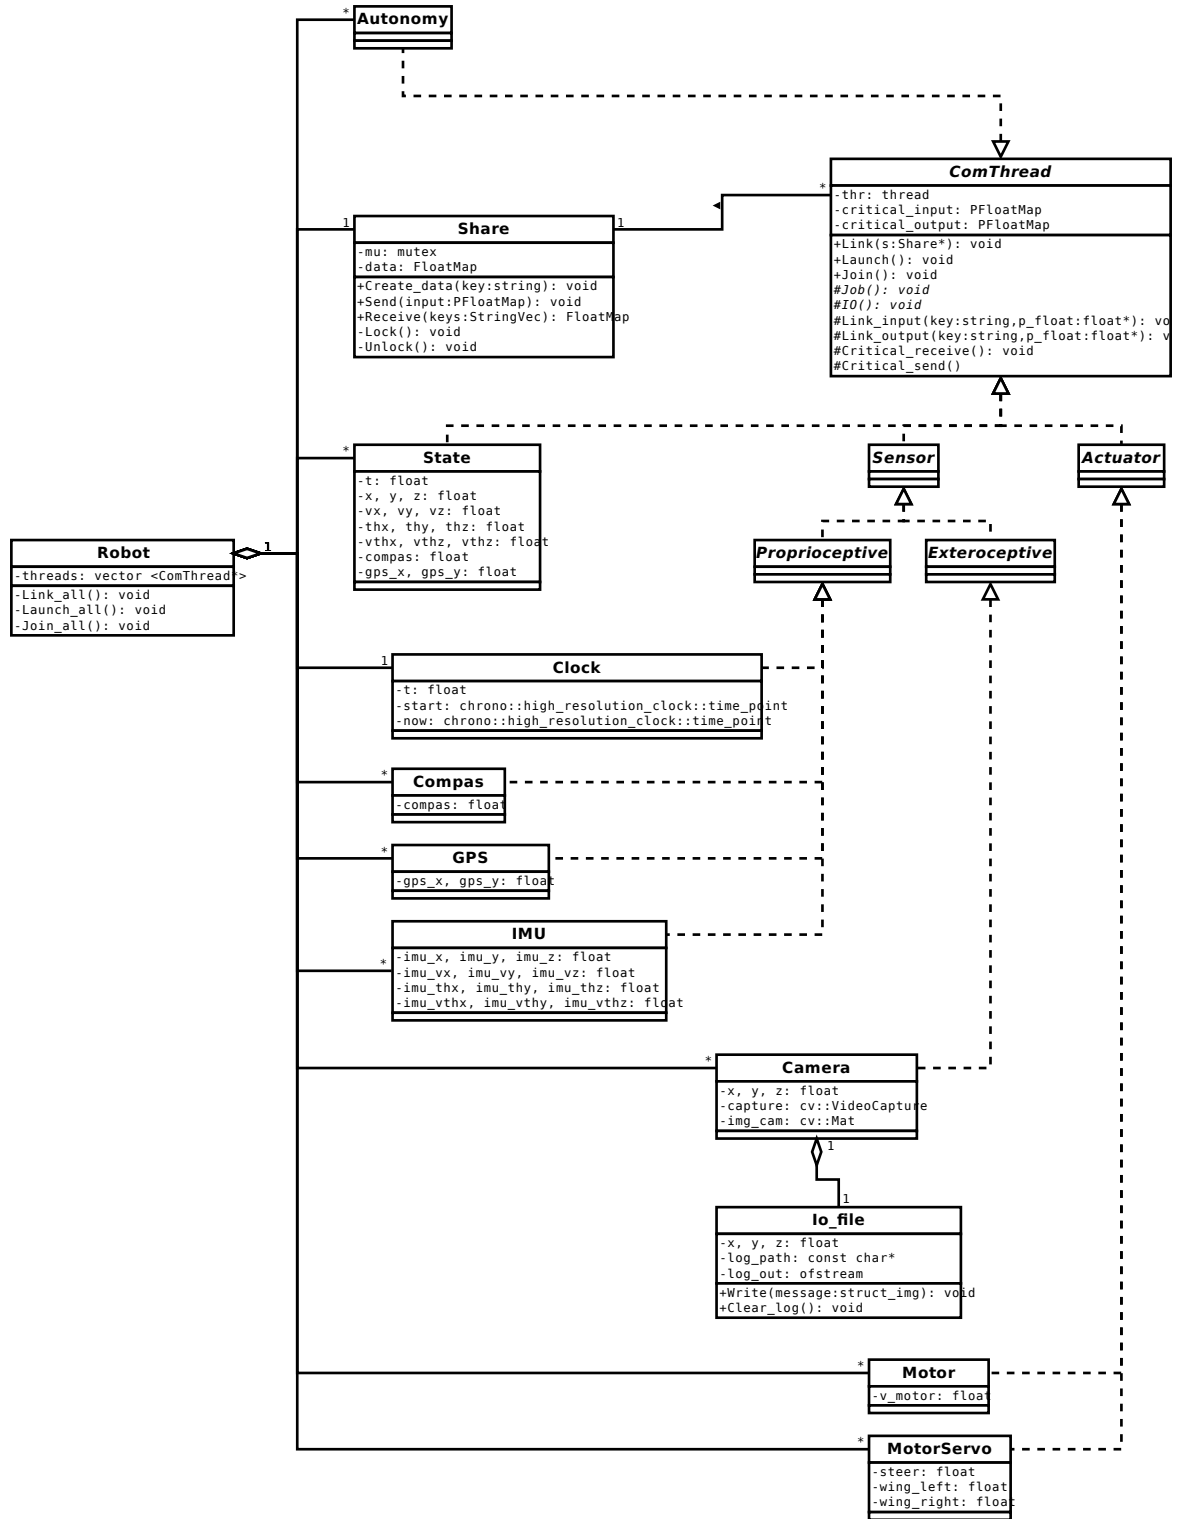 *
Autonomy
ComThread
-thr: thread
-critical_input: PFloatMap
-critical_output: PFloatMap
+Link(s:Share*): void
+Launch(): void
+Join(): void
#Job(): void
#IO(): void
#Link_input(key:string,p_float:float*): vo
#Link_output(key:string,p_float:float*): v
#Critical_receive(): void
#Critical_send()
*
1
Share
1
-mu: mutex
-data: FloatMap
+Create_data(key:string): void
+Send(input:PFloatMap): void
+Receive(keys:StringVec): FloatMap
-Lock(): void
-Unlock(): void
*
State
-t: float
-x, y, z: float
-vx, vy, vz: float
-thx, thy, thz: float
-vthx, vthz, vthz: float
-compas: float
-gps_x, gps_y: float
Sensor
Actuator
Proprioceptive
Exteroceptive
Robot
1
-threads: vector <ComThread*>
-Link_all(): void
-Launch_all(): void
-Join_all(): void
1
Clock
-t: float
-start: chrono::high_resolution_clock::time_point
-now: chrono::high_resolution_clock::time_point
*
Compas
-compas: float
*
GPS
-gps_x, gps_y: float
*
IMU
-imu_x, imu_y, imu_z: float
-imu_vx, imu_vy, imu_vz: float
-imu_thx, imu_thy, imu_thz: float
-imu_vthx, imu_vthy, imu_vthz: float
*
Camera
-x, y, z: float
-capture: cv::VideoCapture
-img_cam: cv::Mat
1
1
Io_file
-x, y, z: float
-log_path: const char*
-log_out: ofstream
+Write(message:struct_img): void
+Clear_log(): void
*
Motor
-v_motor: float
*
MotorServo
-steer: float
-wing_left: float
-wing_right: float